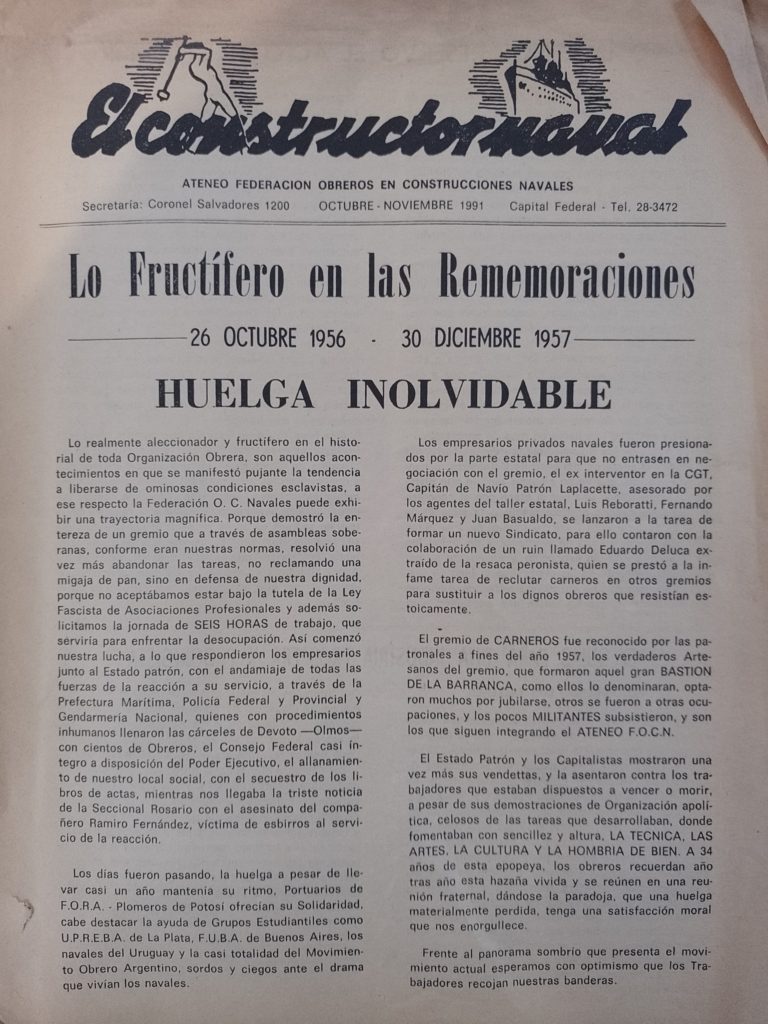 El constructor naval
ATENEO FEDERACION OBREROS EN CONSTRUCCIONES NAVALES
Secretaría: Coronel Salvadores 1200 OCTUBRE - NOVIEMBRE 1991 Capital Federal - Tel. 28-3472
Lo Fructífero en las Rememoraciones
26 OCTUBRE 1956 - 30 DJCIEMBRE 1957
HUELGA INOLVIDABLE
Lo realmente aleccionador y fructífero en el histo-
rial de toda Organización Obrera, son aquellos acon-
tecimientos en que se manifestó pujante la tendencia
a liberarse de ominosas condiciones esclavistas, a
ese respecto la Federación O. C. Navales puede exhi-
bir una trayectoria magnífica. Porque demostró la en-
tereza de un gremio que a través de asambleas sobe-
ranas, conforme eran nuestras normas, resolvió una
vez más abandonar las tareas, no reclamando una
migaja de pan, sino en defensa de nuestra dignidad,
porque no aceptábamos estar bajo la tutela de la Ley
Fascista de Asociaciones Profesionales y además so-
licitamos la jornada de SEIS HORAS de trabajo, que
serviría para enfrentar la desocupación. Así comenzó
nuestra lucha, a lo que respondieron los empresarios
junto al Estado patrón, con el andamiaje de todas las
fuerzas de la reacción a su servicio, a través de la
Prefectura Marítima, Policía Federal y Provincial y
Gendarmería Nacional, quienes con procedimientos
inhumanos llenaron las cárceles de Devoto —Olmos—
con cientos de Obreros, el Consejo Federal casi ín-
tegro a disposición del Poder Ejecutivo, el allanamien-
to de nuestro local social, con el secuestro de los li-
bros de actas, mientras nos llegaba la triste noticia
de la Seccional Rosario con el asesinato del compa-
ñero Ramiro Fernández, víctima de esbirros al servi-
cio de la reacción.
Los días fueron pasando, la huelga a pesar de lle-
var casi un año mantenía su ritmo, Portuarios de
F.O.R.A. - Plomeros de Potosí ofrecían su Solidaridad,
cabe destacar la ayuda de Grupos Estudiantiles como
U.P.R.E.B.A. de La Plata, F.U.B.A. de Buenos Aires, los
navales del Uruguay y la casi totalidad del Movimien-
to Obrero Argentino, sordos y ciegos ante el drama
que vivían los navales.
Los empresarios privados navales fueron presiona-
dos por la parte estatal para que no entrasen en ne-
gociación con el gremio, el ex interventor en la CGT,
Capitán de Navío Patrón Laplacette, asesorado por
los agentes del taller estatal, Luis Reboratti, Fernando
Márquez y Juan Basualdo, se lanzaron a la tarea de
formar un nuevo Sindicato, para ello contaron con la
colaboración de un ruin llamado Eduardo Deluca ex-
traído de la resaca peronista, quien se prestó a la in-
fame tarea de reclutar carneros en otros gremios
para sustituir a los dignos obreros que resistían es-
toicamente.
El gremio de CARNEROS fue reconocido por las pa-
tronales a fines del año 1957, los verdaderos Arte-
sanos del gremio, que formaron aquel gran BASTION
DE LA BARRANCA, como ellos lo denominaran, opta-
ron muchos por jubilarse, otros se fueron a otras ocu-
paciones, y los pocos MILITANTES subsistieron, y son
los que siguen integrando el ATENEO F.O.C.N.
El Estado Patrón y los Capitalistas mostraron una
vez más sus vendettas, y la asentaron contra los tra-
bajadores que estaban dispuestos a vencer o morir,
a pesar de sus demostraciones de Organización apolí-
tica, celosos de las tareas que desarrollaban, donde
fomentaban con sencillez y altura, LA TECNICA, LAS
ARTES, LA CULTURA Y LA HOMBRIA DE BIEN. A 34
años de esta epopeya, los obreros recuerdan año
tras año esta hazaña vivida y se reúnen en una reu-
nión fraternal, dándose la paradoja, que una huelga
materialmente perdida, tenga una satisfacción moral
que nos enorgullece.
Frente al panorama sombrío que presenta el movi-
miento actual esperamos con optimismo que los Tra-
bajadores recojan nuestras banderas.